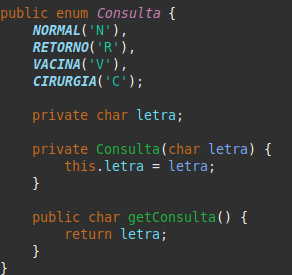 public enum Consulta {
    NORMAL('N'),
    RETORNO('R'),
    VACINA('V'),
    CIRURGIA('C');

    private char letra;

    private Consulta(char letra) {
        this.letra = letra;
    }

    public char getConsulta() {
        return letra;
    }
}